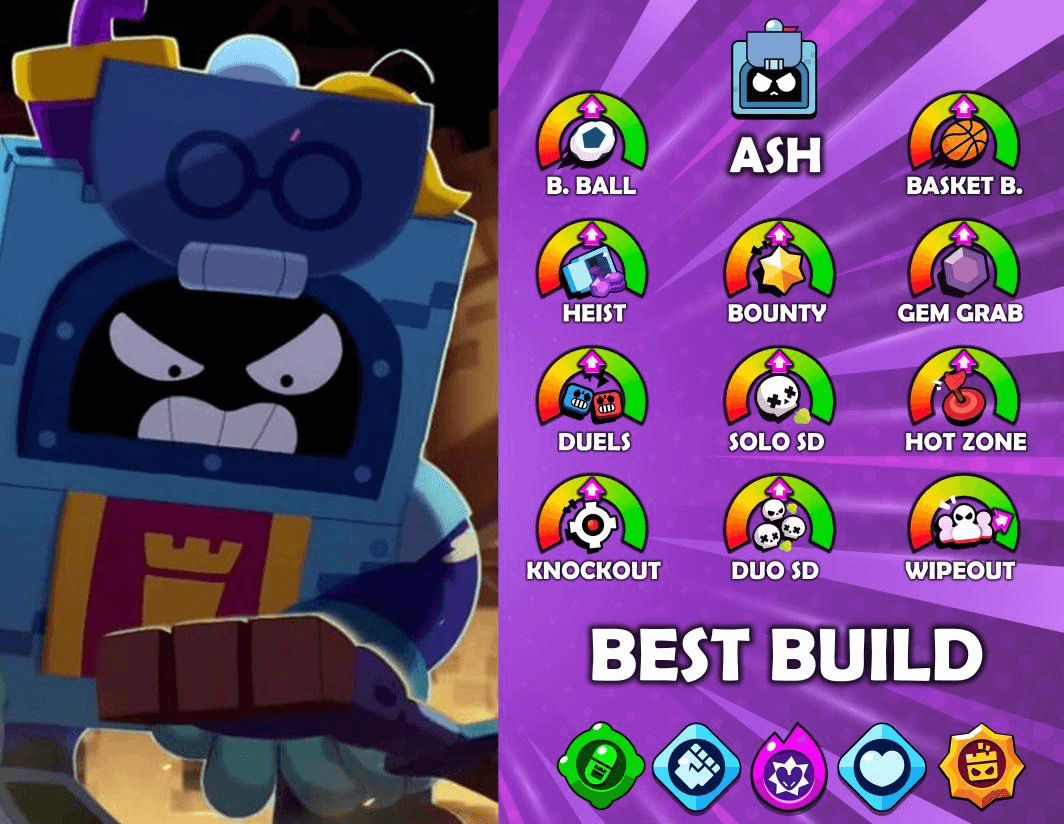 ASH
B. BALL
BASKET B.
HEIST
BOUNTY
GEM GRAB
DUELS
SOLO SD
HOT ZONE
KNOCKOUT
DUO SD
WIPEOUT
BEST BUILD